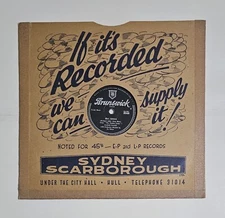 If it's
Recorded
we
can
supply
it!
Brunswick
NOTED FOR 45's — E·P and L·P RECORDS
SYDNEY
SCARBOROUGH
UNDER THE CITY HALL · HULL · TELEPHONE 31014